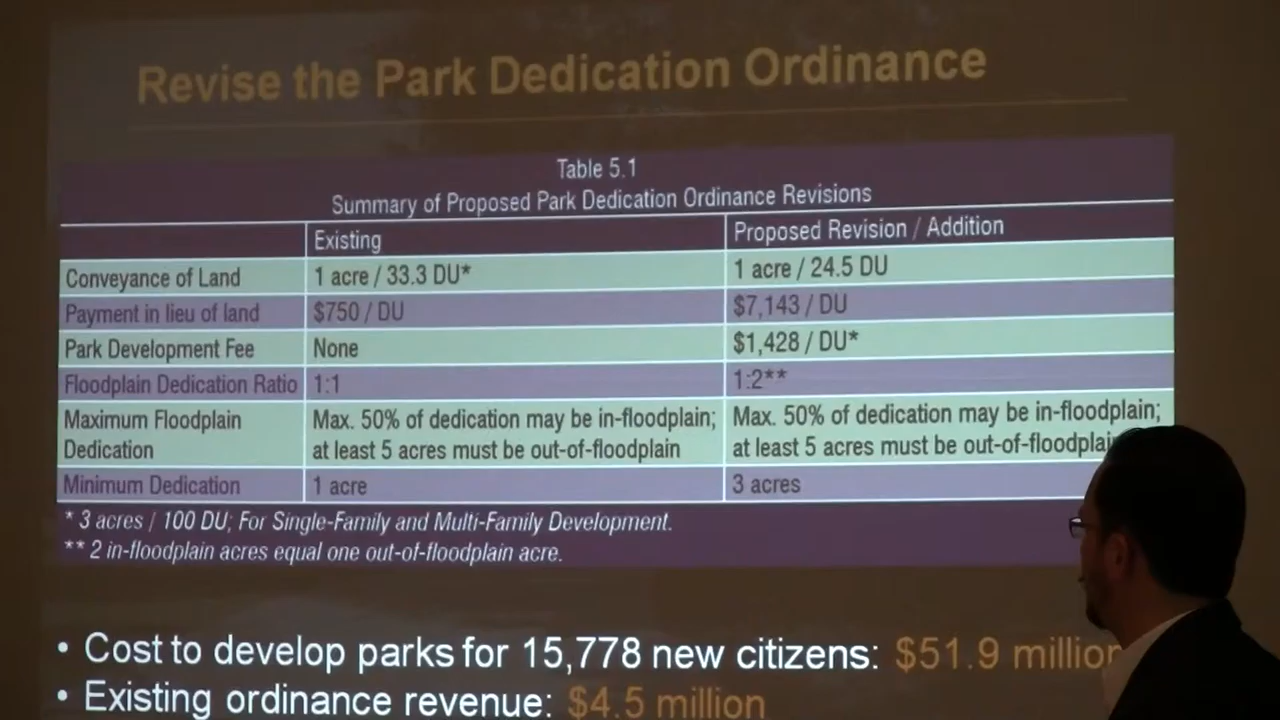 Revise the Park Dedication Ordinance
Table 5.1
Summary of Proposed Park Dedication Ordinance Revisions
Existing
Proposed Revision / Addition
Conveyance of Land
1 acre / 33.3 DU*
1 acre / 24.5 DU
Payment in lieu of land
$750 / DU
$7,143 / DU
Park Development Fee
None
$1,428 / DU*
Floodplain Dedication Ratio
1:1
1:2**
Maximum Floodplain
Dedication
Max. 50% of dedication may be in-floodplain;
at least 5 acres must be out-of-floodplain
Max. 50% of dedication may be in-floodplain;
at least 5 acres must be out-of-floodplain
Minimum Dedication
1 acre
3 acres
* 3 acres / 100 DU; For Single-Family and Multi-Family Development.
** 2 in-floodplain acres equal one out-of-floodplain acre.
• Cost to develop parks for 15,778 new citizens: $51.9 million
• Existing ordinance revenue: $4.5 million